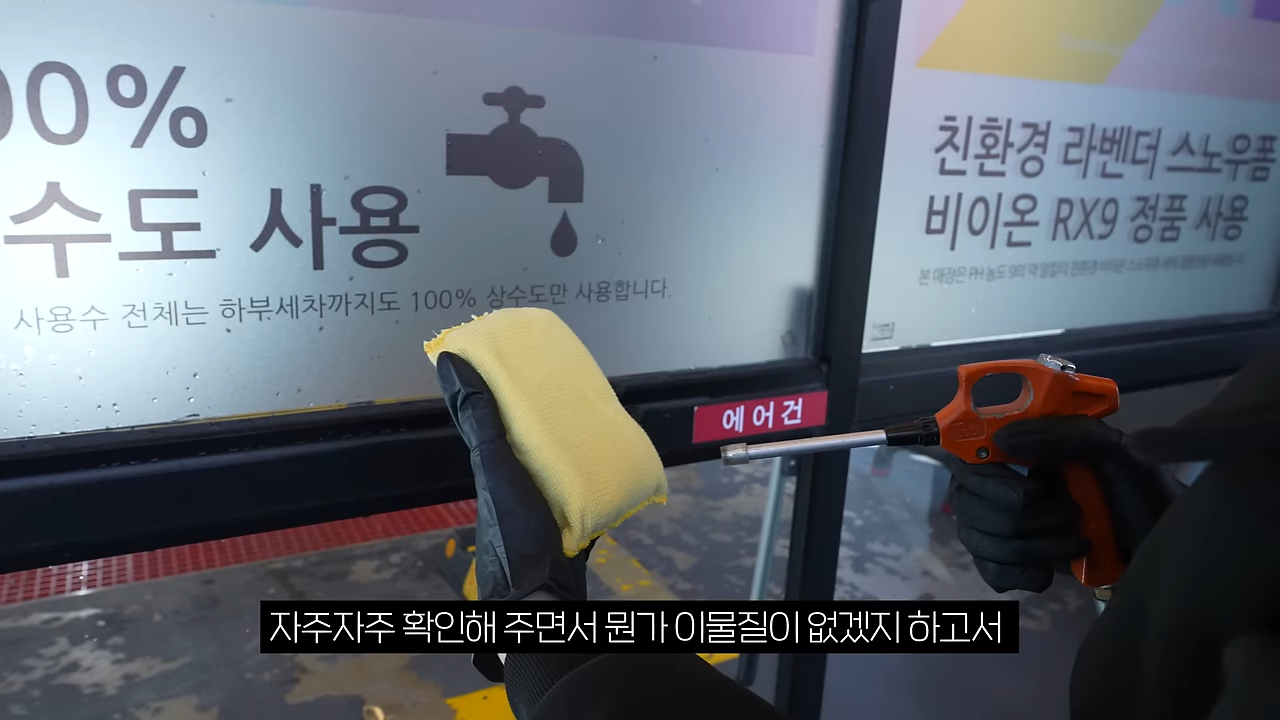 00%
수도 사용
사용수 전체는 하부세차까지도 100% 상수도만 사용합니다.
친환경 라벤더 스노우폼
비이온 RX9 정품 사용
에어건
자주자주 확인해 주면서 뭔가 이물질이 없겠지 하고서